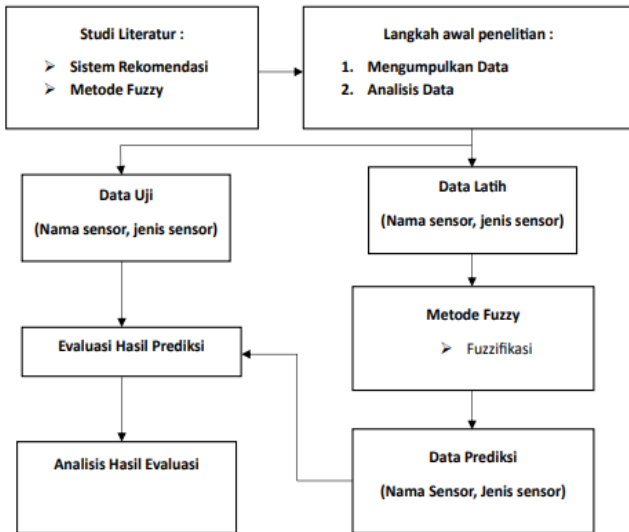 Studi Literatur :
➢ Sistem Rekomendasi
➢ Metode Fuzzy
Langkah awal penelitian :
1. Mengumpulkan Data
2. Analisis Data
Data Uji
(Nama sensor, jenis sensor)
Data Latih
(Nama sensor, jenis sensor)
Evaluasi Hasil Prediksi
Metode Fuzzy
➢ Fuzzifikasi
Analisis Hasil Evaluasi
Data Prediksi
(Nama Sensor, Jenis sensor)